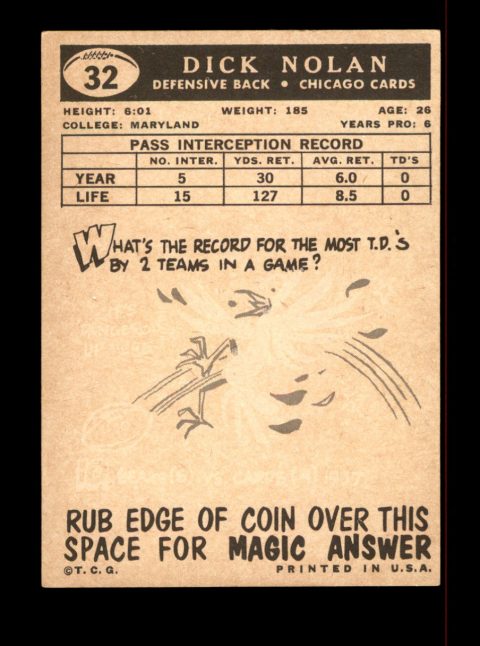 32
DICK NOLAN
DEFENSIVE BACK • CHICAGO CARDS
HEIGHT: 6:01 WEIGHT: 185 AGE: 26
COLLEGE: MARYLAND YEARS PRO: 6
PASS INTERCEPTION RECORD
NO. INTER. YDS. RET. AVG. RET. TD'S
YEAR 5 30 6.0 0
LIFE 15 127 8.5 0
WHAT'S THE RECORD FOR THE MOST T.D.'S
BY 2 TEAMS IN A GAME?
RUB EDGE OF COIN OVER THIS
SPACE FOR MAGIC ANSWER
©T.C.G. PRINTED IN U.S.A.